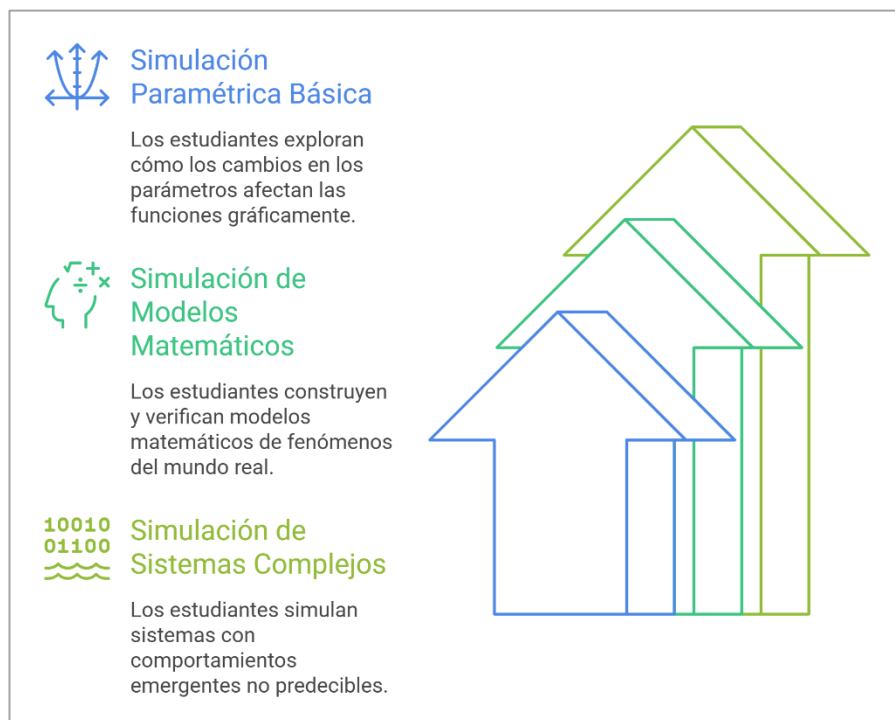 Simulación
Paramétrica Básica
Los estudiantes exploran
cómo los cambios en los
parámetros afectan las
funciones gráficamente.
Simulación de
Modelos
Matemáticos
Los estudiantes construyen
y verifican modelos
matemáticos de fenómenos
del mundo real.
10010
01100
Simulación de
Sistemas Complejos
Los estudiantes simulan
sistemas con
comportamientos
emergentes no predecibles.